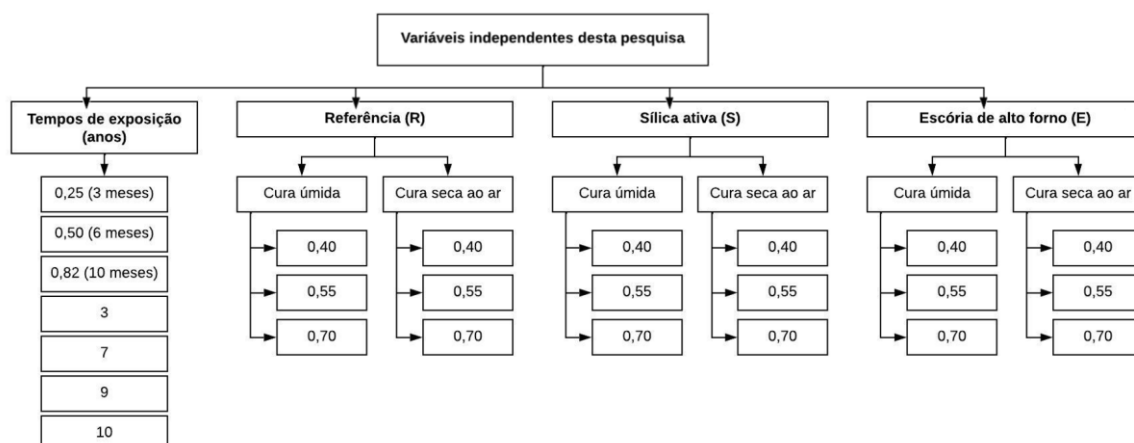 Variáveis independentes desta pesquisa
Tempos de exposição
(anos)
0,25 (3 meses)
0,50 (6 meses)
0,82 (10 meses)
3
7
9
10
Referência (R)
Cura úmida
0,40
0,55
0,70
Cura seca ao ar
0,40
0,55
0,70
Sílica ativa (S)
Cura úmida
0,40
0,55
0,70
Cura seca ao ar
0,40
0,55
0,70
Escória de alto forno (E)
Cura úmida
0,40
0,55
0,70
Cura seca ao ar
0,40
0,55
0,70